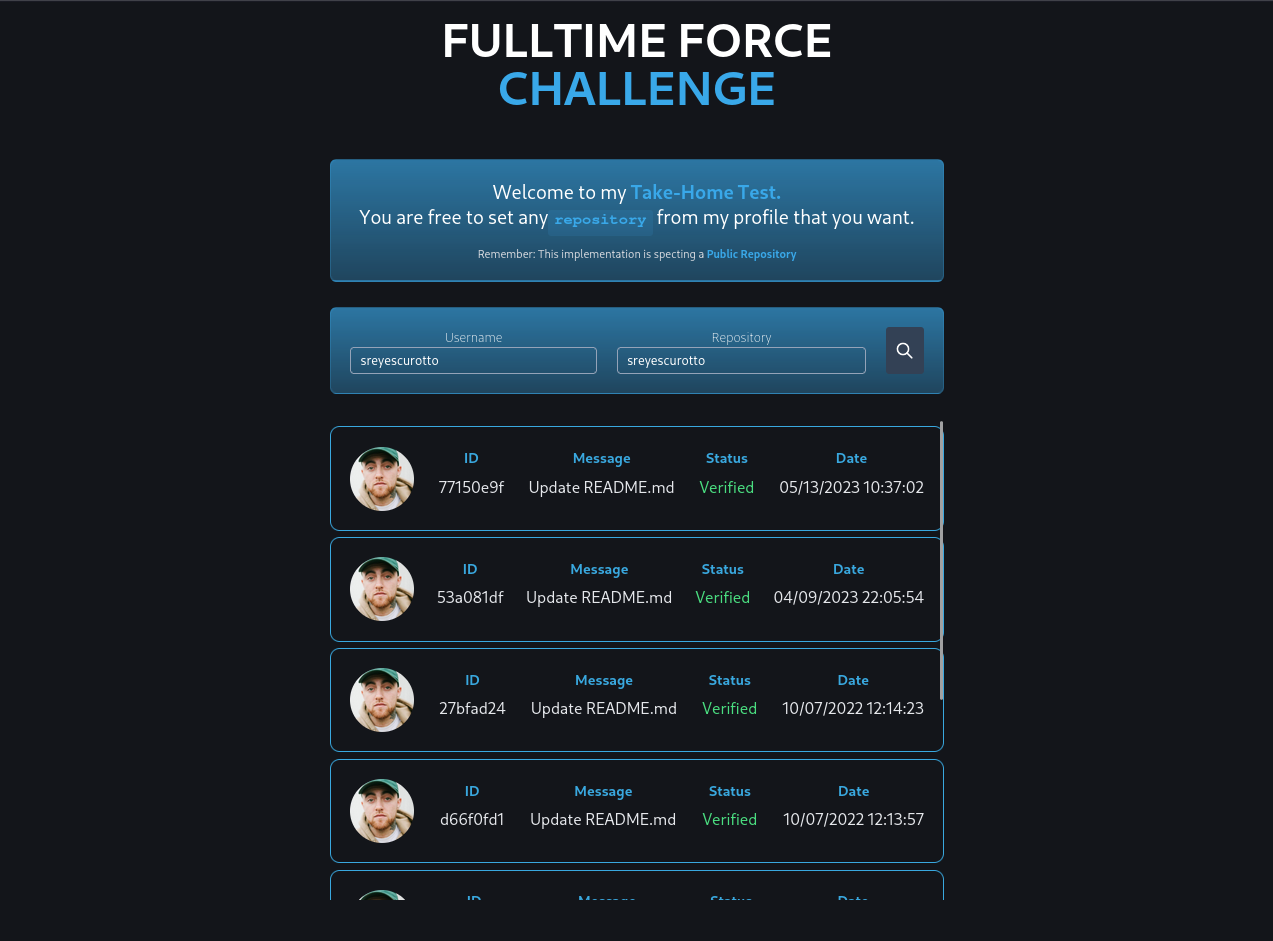 FULLTIME FORCE
CHALLENGE
Welcome to my Take-Home Test.
You are free to set any repository from my profile that you want.
Remember: This implementation is specting a Public Repository
Username
sreyescurotto
Repository
sreyescurotto
ID Message Status Date
77150e9f Update README.md Verified 05/13/2023 10:37:02
ID Message Status Date
53a081df Update README.md Verified 04/09/2023 22:05:54
ID Message Status Date
27bfad24 Update README.md Verified 10/07/2022 12:14:23
ID Message Status Date
d66f0fd1 Update README.md Verified 10/07/2022 12:13:57
ID Message Status Date